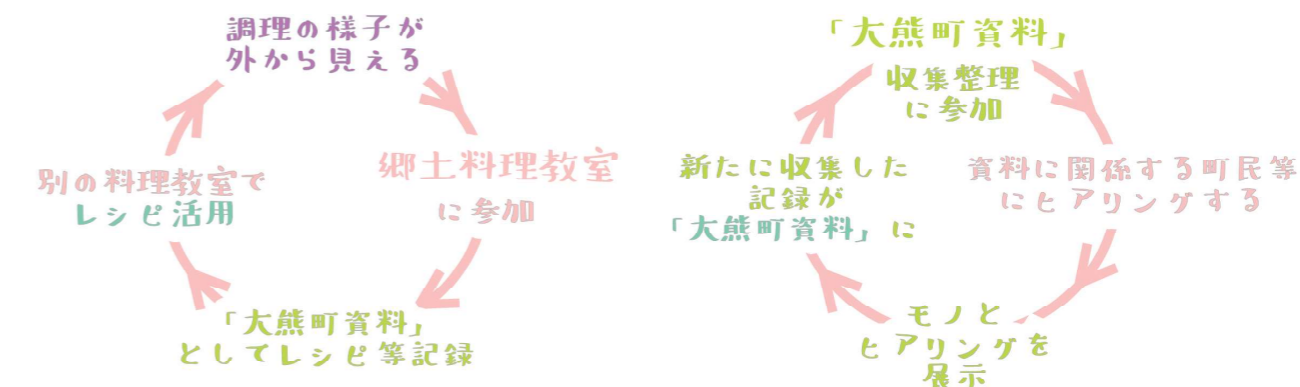 調理の様子が
外から見える
郷土料理教室
に参加
「大熊町資料」
としてレシピ等記録
別の料理教室で
レシピ活用
「大熊町資料」
収集整理
に参加
資料に関係する町民等
にヒアリングする
モノと
ヒアリングを
展示
新たに収集した
記録が
「大熊町資料」に